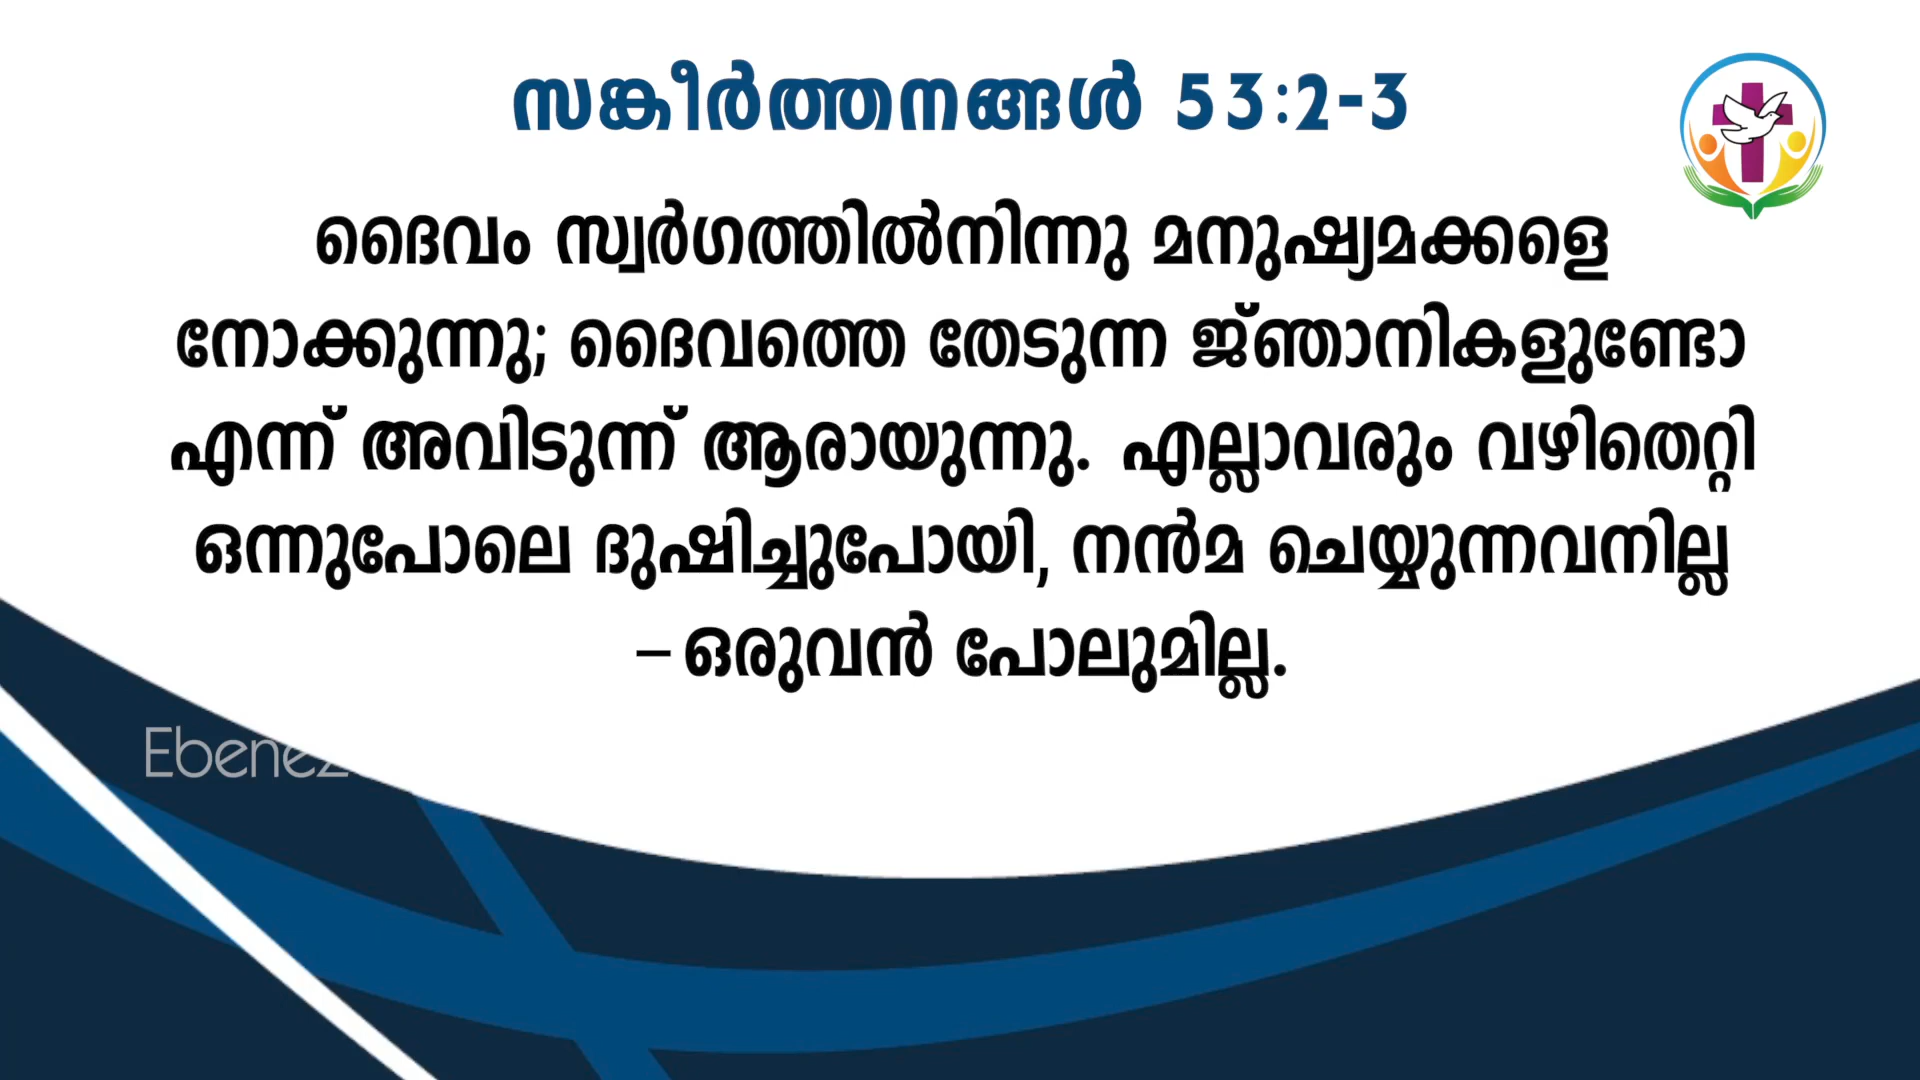 സങ്കീർത്തനങ്ങൾ 53:2-3
ദൈവം സ്വർഗത്തിൽനിന്നു മനുഷ്യമക്കളെ
നോക്കുന്നു; ദൈവത്തെ തേടുന്ന ജ്ഞാനികളുണ്ടോ
എന്ന് അവിടുന്ന് ആരായുന്നു. എല്ലാവരും വഴിതെറ്റി
ഒന്നുപോലെ ദുഷിച്ചുപോയി, നൻമ ചെയ്യുന്നവനില്ല
–ഒരുവൻ പോലുമില്ല.